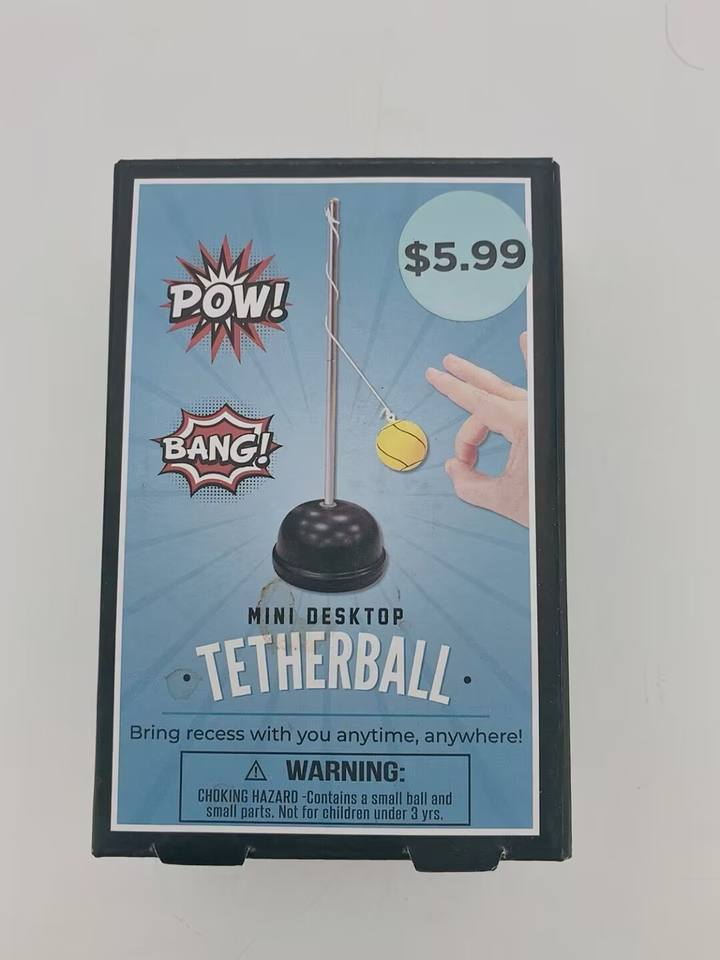 $5.99
POW!
BANG!
MINI DESKTOP
• TETHERBALL •
Bring recess with you anytime, anywhere!
⚠ WARNING:
CHOKING HAZARD -Contains a small ball and
small parts. Not for children under 3 yrs.